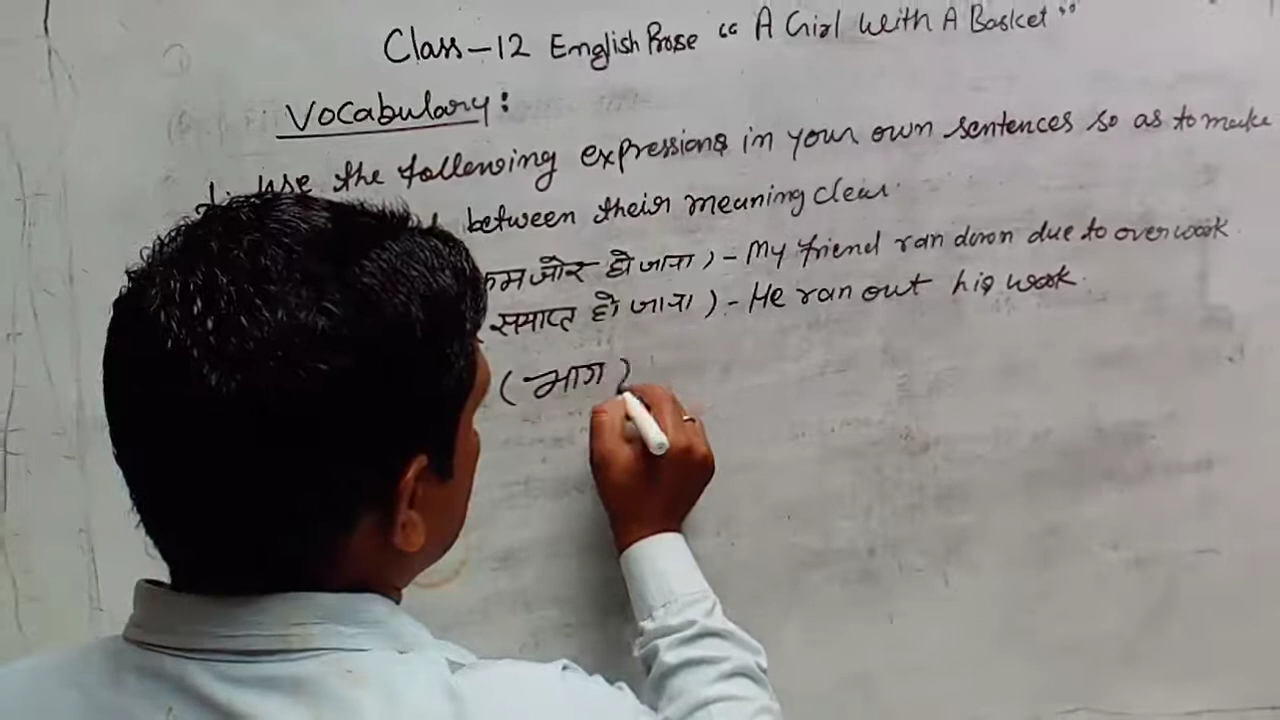 Class-12 English Prose "A Girl With A Basket"
Vocabulary:
1. Use the following expressions in your own sentences so as to make
between their meaning clear.
कमजोर हो जाना) - My friend ran down due to overwork.
समाप्त हो जाना) - He ran out his work.
(भाग)